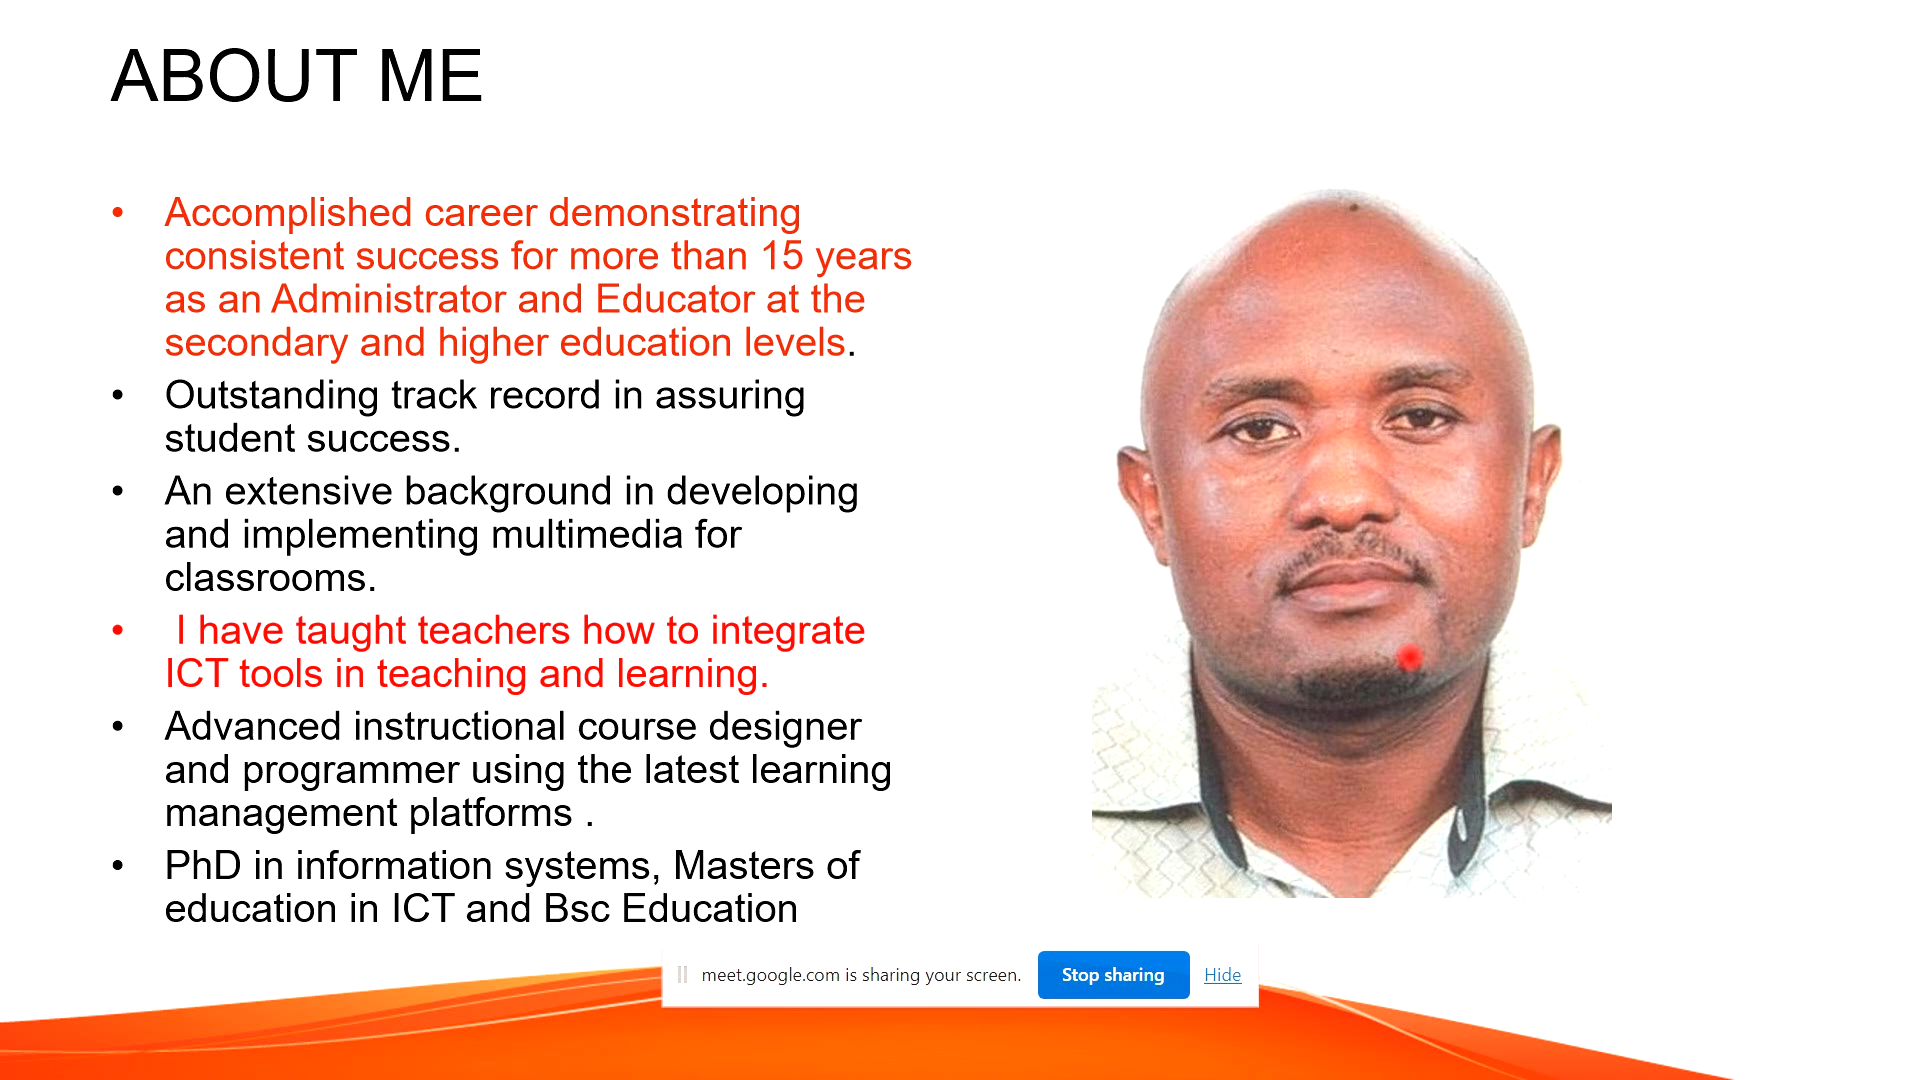 ABOUT ME
• Accomplished career demonstrating
consistent success for more than 15 years
as an Administrator and Educator at the
secondary and higher education levels.
• Outstanding track record in assuring
student success.
• An extensive background in developing
and implementing multimedia for
classrooms.
• I have taught teachers how to integrate
ICT tools in teaching and learning.
• Advanced instructional course designer
and programmer using the latest learning
management platforms .
• PhD in information systems, Masters of
education in ICT and Bsc Education
meet.google.com is sharing your screen. Stop sharing Hide